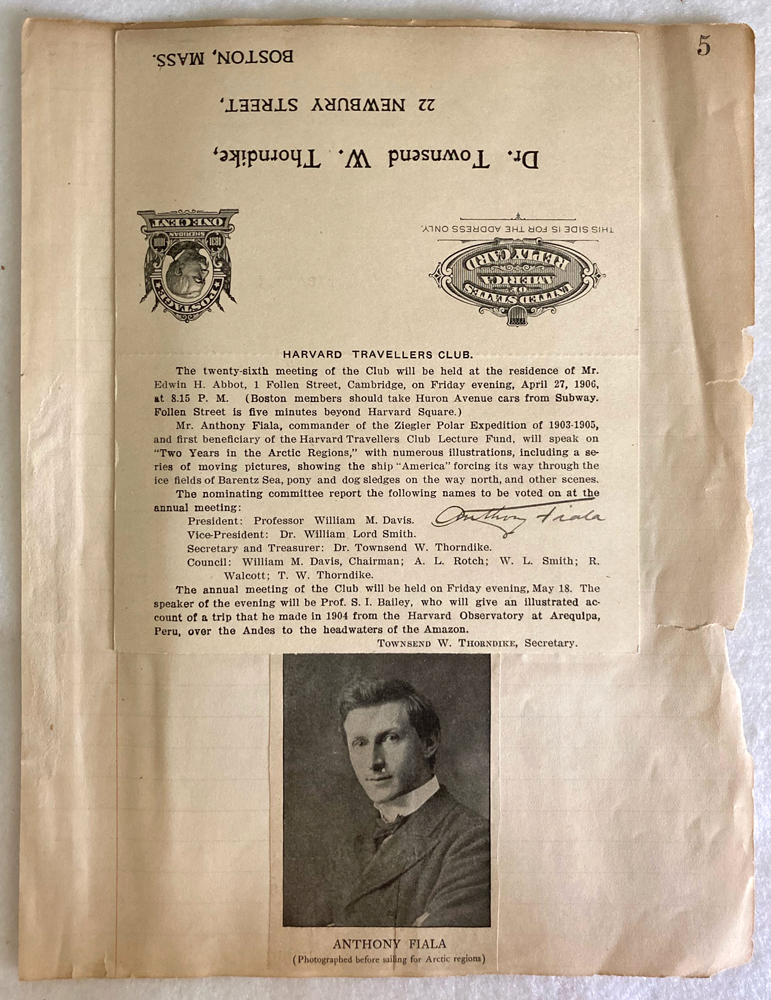 5
BOSTON, MASS.
22 NEWBURY STREET,
Dr. Townsend W. Thorndike,
POSTAGE
SHERIDAN
ONE CENT
THIS SIDE IS FOR THE ADDRESS ONLY.
UNITED STATES
OF
AMERICA
REPLY CARD
HARVARD TRAVELLERS CLUB.
The twenty-sixth meeting of the Club will be held at the residence of Mr.
Edwin H. Abbot, 1 Follen Street, Cambridge, on Friday evening, April 27, 1906,
at 8.15 P. M. (Boston members should take Huron Avenue cars from Subway.
Follen Street is five minutes beyond Harvard Square.)
Mr. Anthony Fiala, commander of the Ziegler Polar Expedition of 1903-1905,
and first beneficiary of the Harvard Travellers Club Lecture Fund, will speak on
"Two Years in the Arctic Regions," with numerous illustrations, including a se-
ries of moving pictures, showing the ship "America" forcing its way through the
ice fields of Barentz Sea, pony and dog sledges on the way north, and other scenes.
The nominating committee report the following names to be voted on at the
annual meeting:
Anthony Fiala
President: Professor William M. Davis.
Vice-President: Dr. William Lord Smith.
Secretary and Treasurer: Dr. Townsend W. Thorndike.
Council: William M. Davis, Chairman; A. L. Rotch; W. L. Smith; R.
Walcott; T. W. Thorndike.
The annual meeting of the Club will be held on Friday evening, May 18. The
speaker of the evening will be Prof. S. I. Bailey, who will give an illustrated ac-
count of a trip that he made in 1904 from the Harvard Observatory at Arequipa,
Peru, over the Andes to the headwaters of the Amazon.
TOWNSEND W. THORNDIKE, Secretary.
ANTHONY FIALA
(Photographed before sailing for Arctic regions)